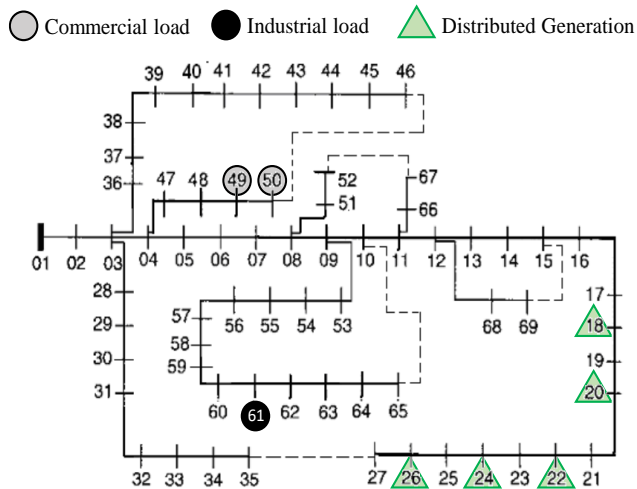 Commercial load Industrial load Distributed Generation
39 40 41 42 43 44 45 46
38
37
36 47 48 49 50 52 67
51 66
01 02 03 04 05 06 07 08 09 10 11 12 13 14 15 16
28 17
57 56 55 54 53 68 69
29 18
58
30 19
59
31 20
60 61 62 63 64 65
32 33 34 35 27 26 25 24 23 22 21